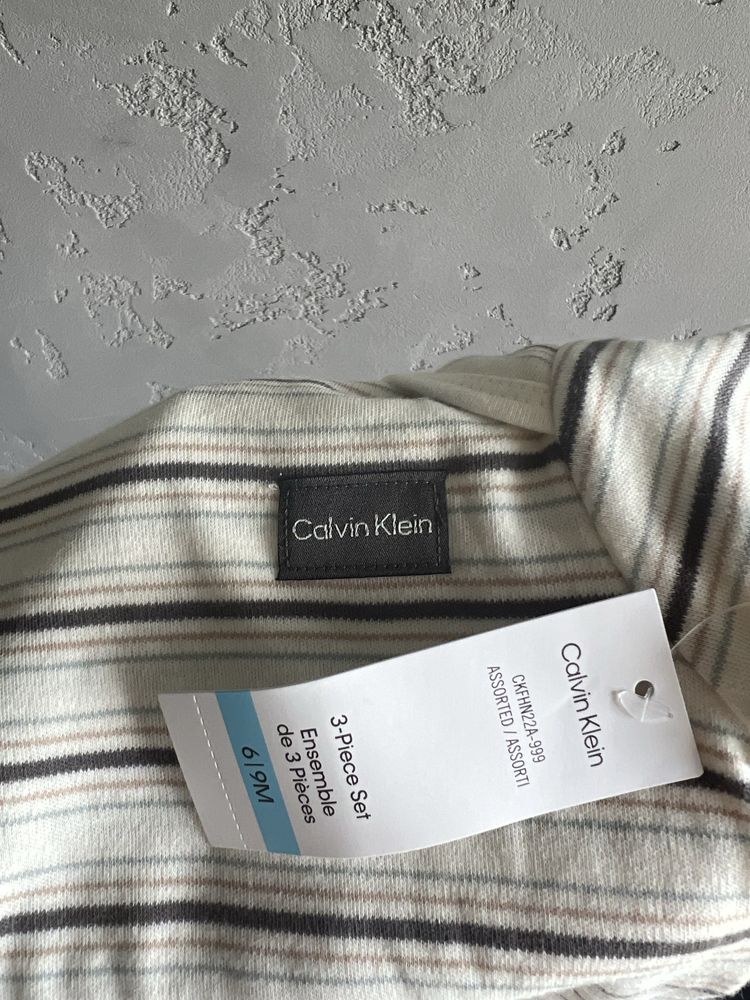 Calvin Klein
Calvin Klein
CKFHN22A-999
ASSORTED / ASSORTI
3-Piece Set
Ensemble
de 3 Pièces
6|9M